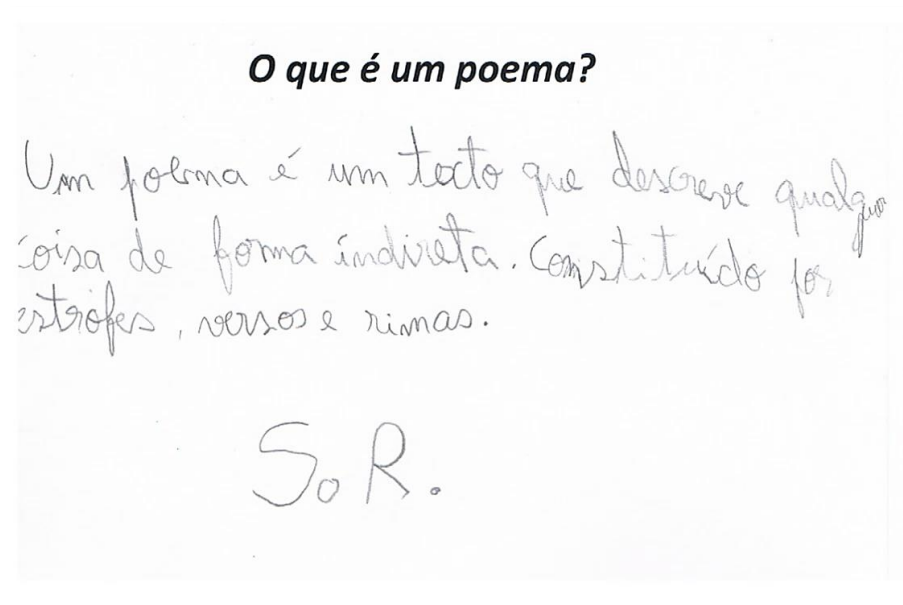 O que é um poema?
Um poema é um texto que descreve qualquer
coisa de forma indireta. Constituído por
estrofes, versos e rimas.
S. R.